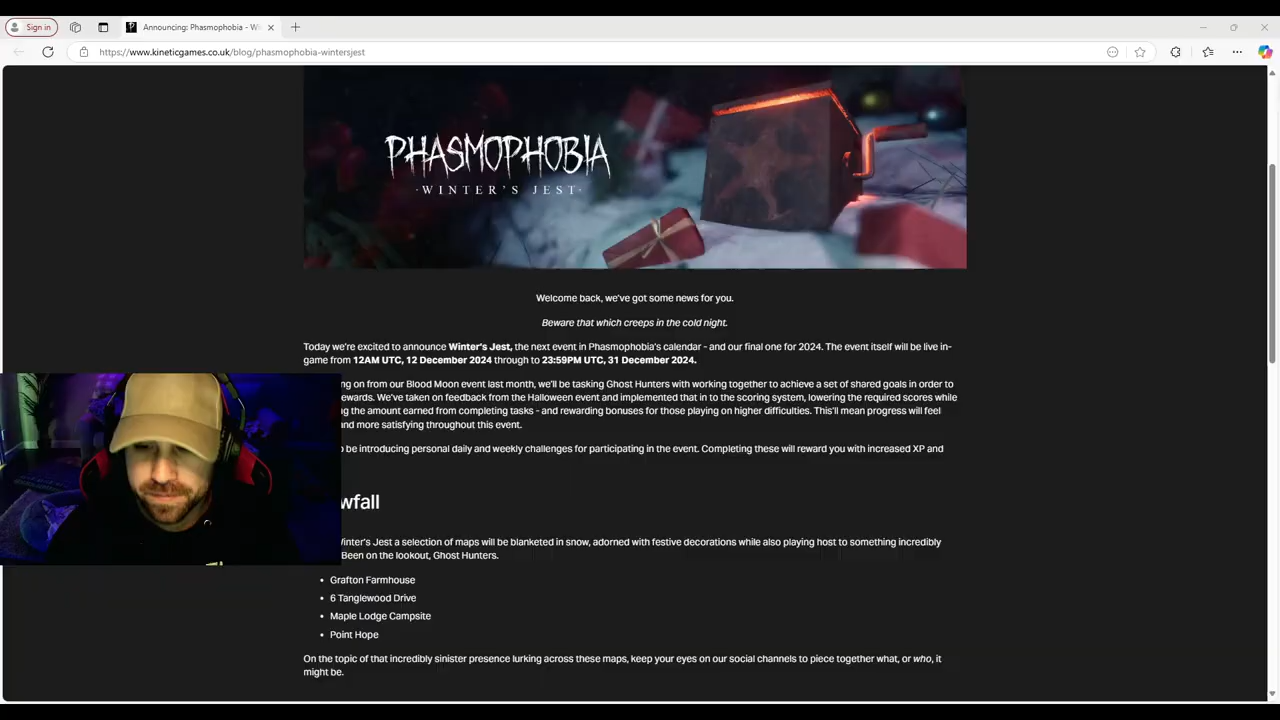 Sign in
Announcing: Phasmophobia - Wi
https://www.kineticgames.co.uk/blog/phasmophobia-wintersjest
PHASMOPHOBIA
· WINTER'S JEST ·
Welcome back, we've got some news for you.
Beware that which creeps in the cold night.
Today we're excited to announce Winter's Jest, the next event in Phasmophobia's calendar - and our final one for 2024. The event itself will be live in-
game from 12AM UTC, 12 December 2024 through to 23:59PM UTC, 31 December 2024.
ng on from our Blood Moon event last month, we'll be tasking Ghost Hunters with working together to achieve a set of shared goals in order to
ewards. We've taken on feedback from the Halloween event and implemented that in to the scoring system, lowering the required scores while
g the amount earned from completing tasks - and rewarding bonuses for those playing on higher difficulties. This'll mean progress will feel
and more satisfying throughout this event.
o be introducing personal daily and weekly challenges for participating in the event. Completing these will reward you with increased XP and
wfall
Winter's Jest a selection of maps will be blanketed in snow, adorned with festive decorations while also playing host to something incredibly
Been on the lookout, Ghost Hunters.
• Grafton Farmhouse
• 6 Tanglewood Drive
• Maple Lodge Campsite
• Point Hope
On the topic of that incredibly sinister presence lurking across these maps, keep your eyes on our social channels to piece together what, or who, it
might be.